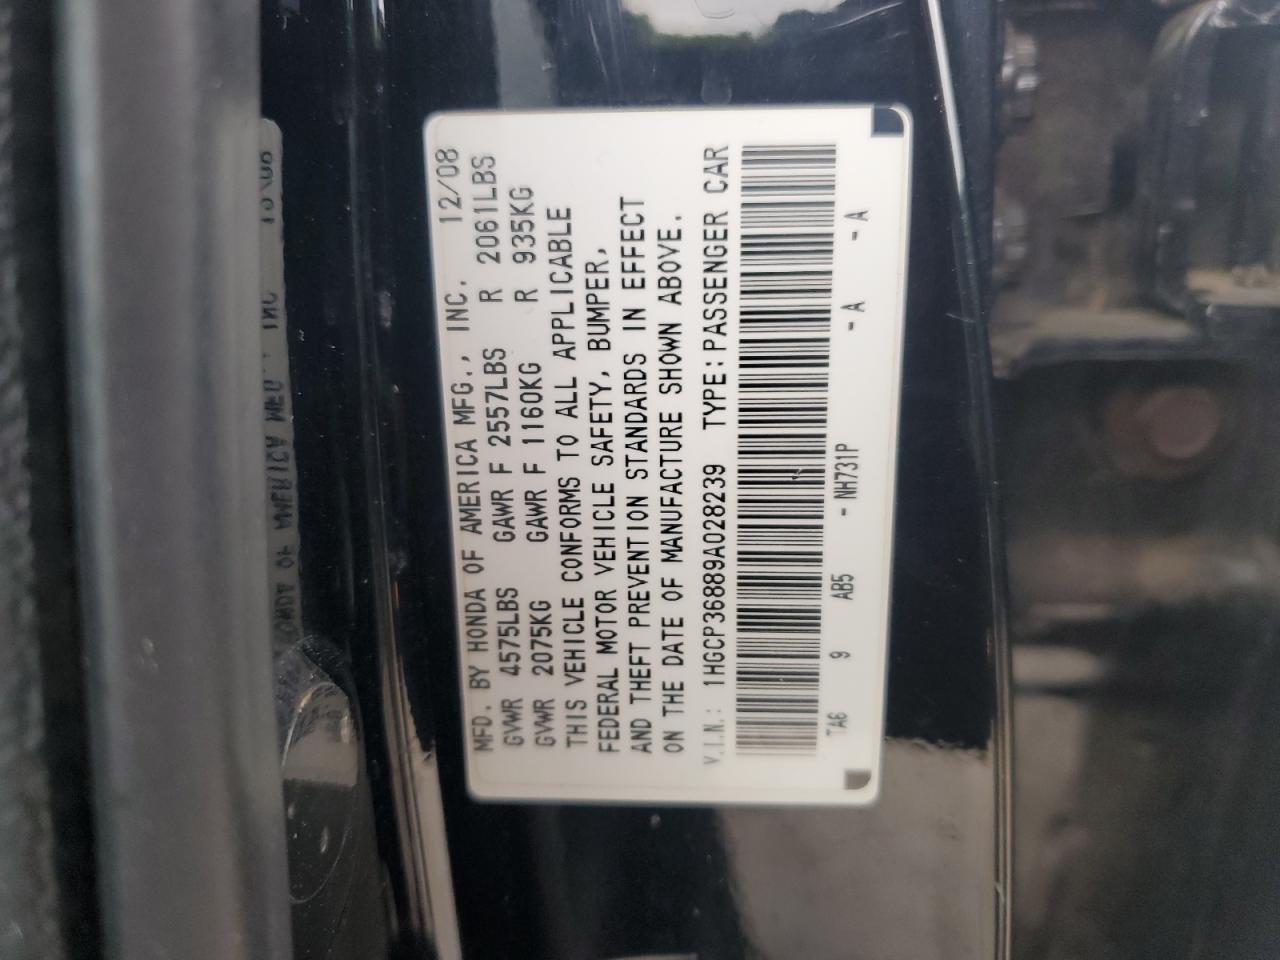 MFD. BY HONDA OF AMERICA MFG., INC. 12/08
GVWR 4575LBS GAWR F 2557LBS R 2061LBS
GVWR 2075KG GAWR F 1160KG R 935KG
THIS VEHICLE CONFORMS TO ALL APPLICABLE
FEDERAL MOTOR VEHICLE SAFETY, BUMPER,
AND THEFT PREVENTION STANDARDS IN EFFECT
ON THE DATE OF MANUFACTURE SHOWN ABOVE.
V.I.N.: 1HGCP36889A028239 TYPE:PASSENGER CAR
TA6 9 AB5 - NH731P - A - A